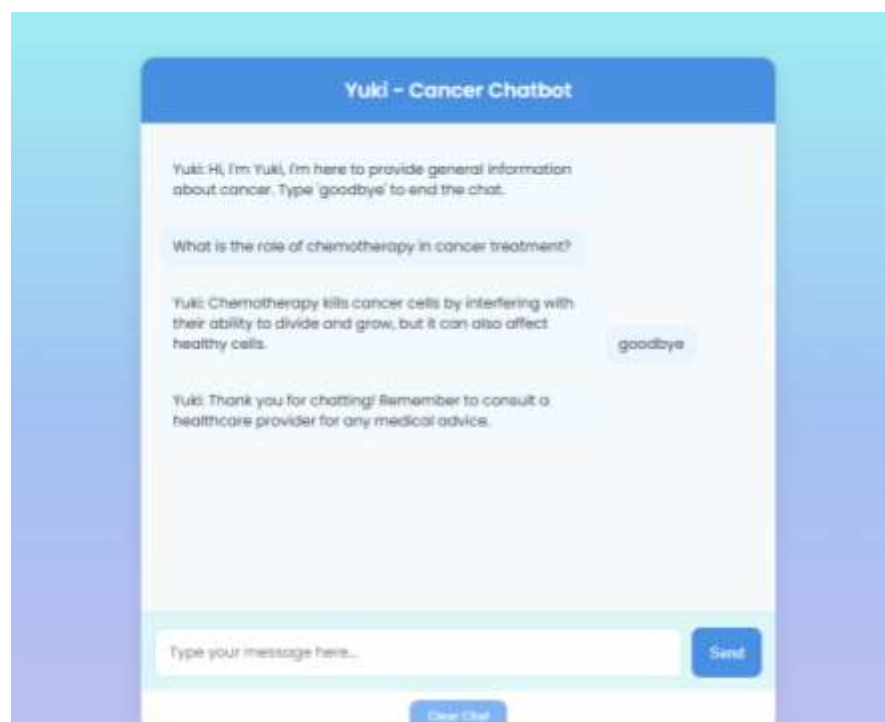 Yuki - Cancer Chatbot
Yuki: Hi, I'm Yuki, I'm here to provide general information
about cancer. Type 'goodbye' to end the chat.
What is the role of chemotherapy in cancer treatment?
Yuki: Chemotherapy kills cancer cells by interfering with
their ability to divide and grow, but it can also affect
healthy cells.
goodbye
Yuki: Thank you for chatting! Remember to consult a
healthcare provider for any medical advice.
Type your message here...
Send
Clear Chat